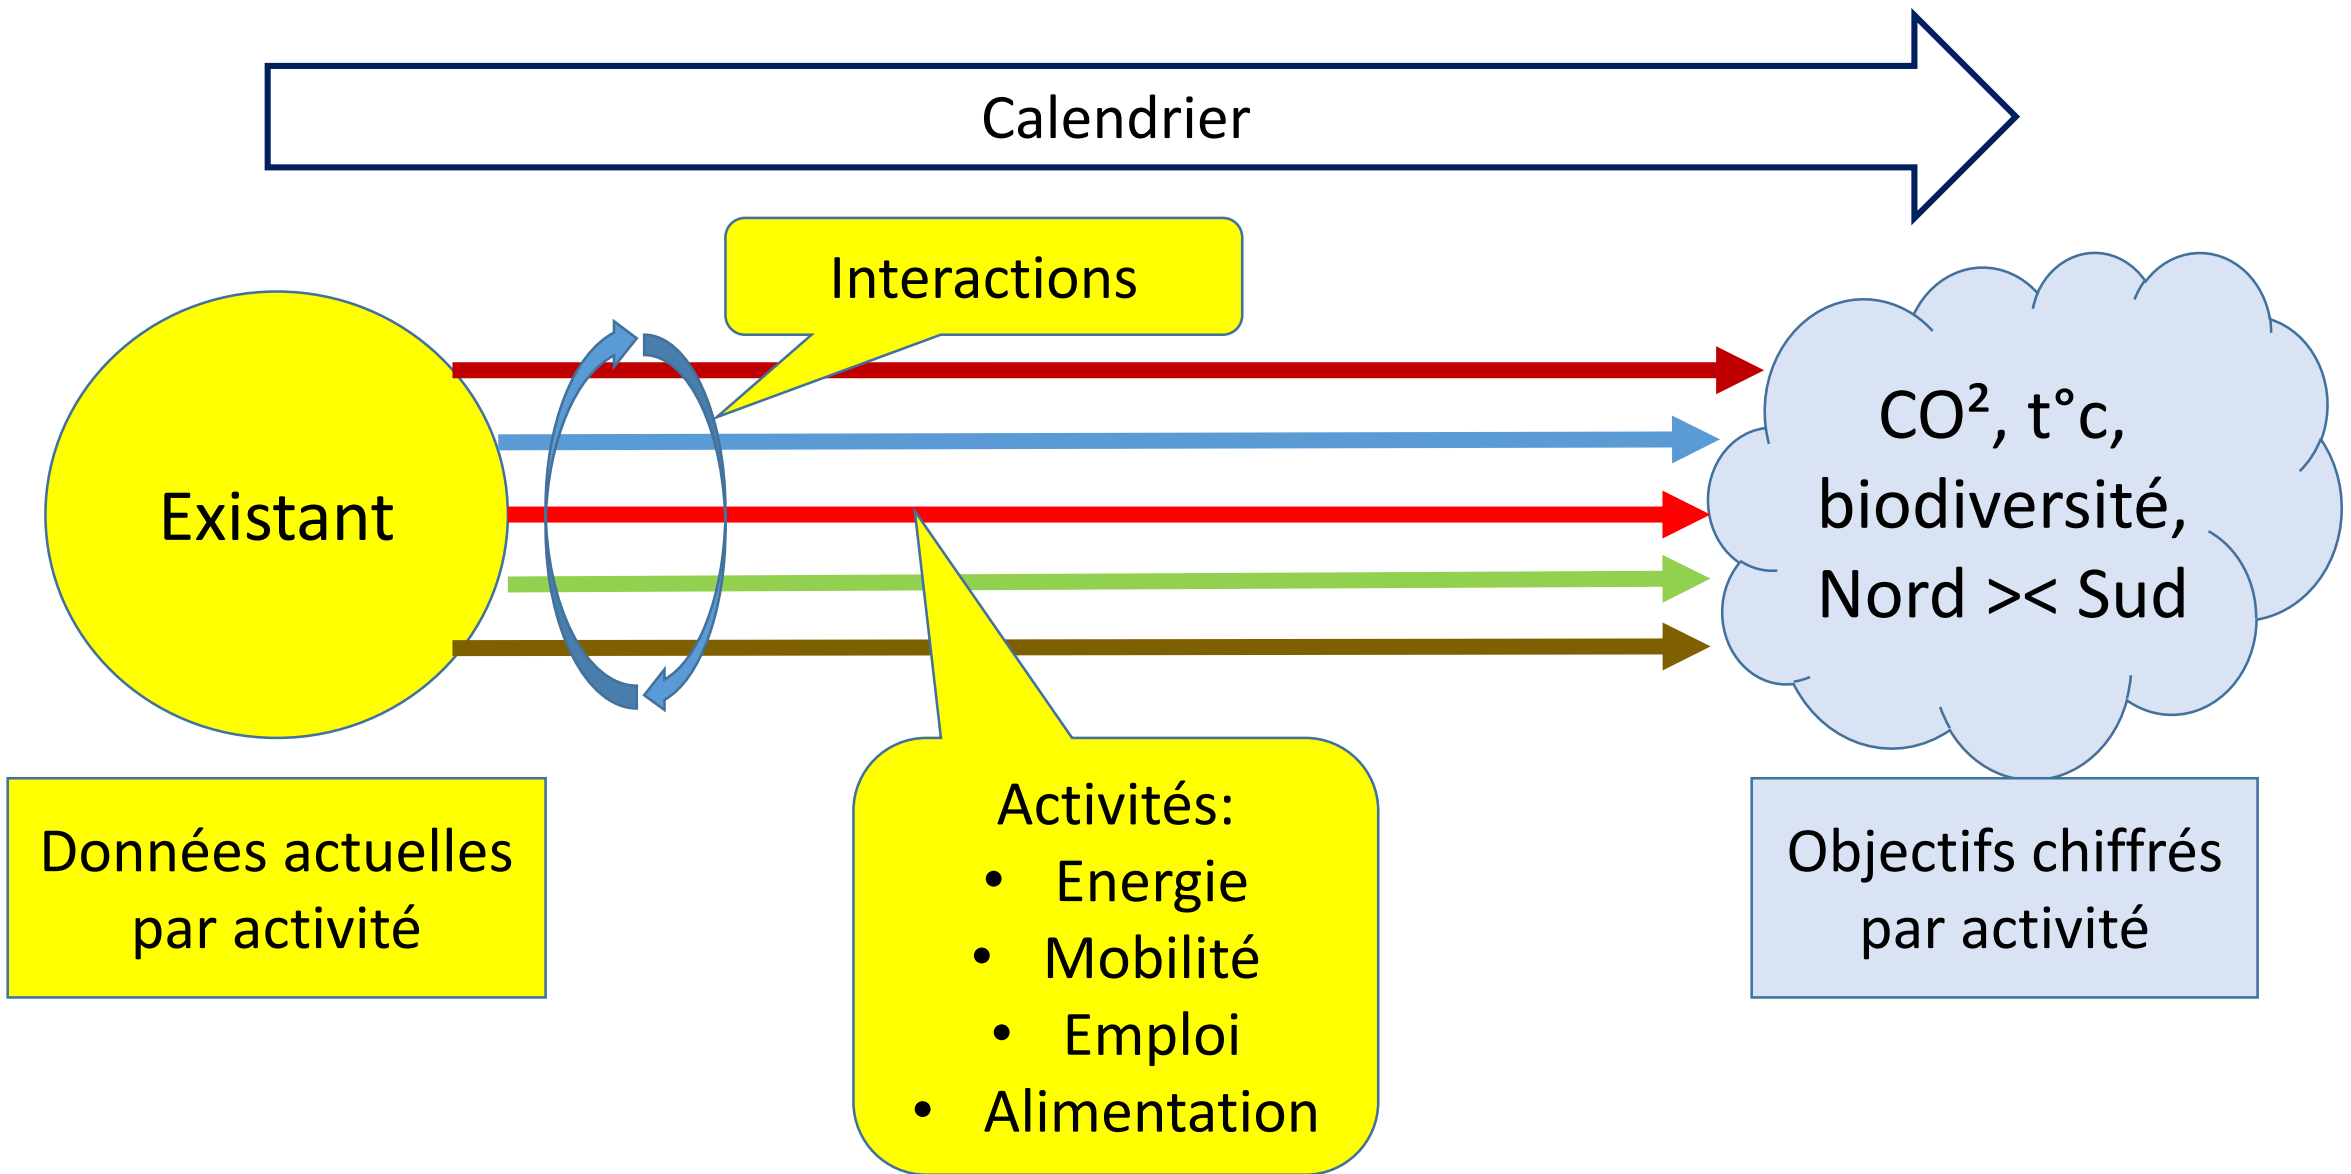 Calendrier
Interactions
Existant
CO², t°c,
biodiversité,
Nord >< Sud
Données actuelles
par activité
Activités:
• Energie
• Mobilité
• Emploi
• Alimentation
Objectifs chiffrés
par activité